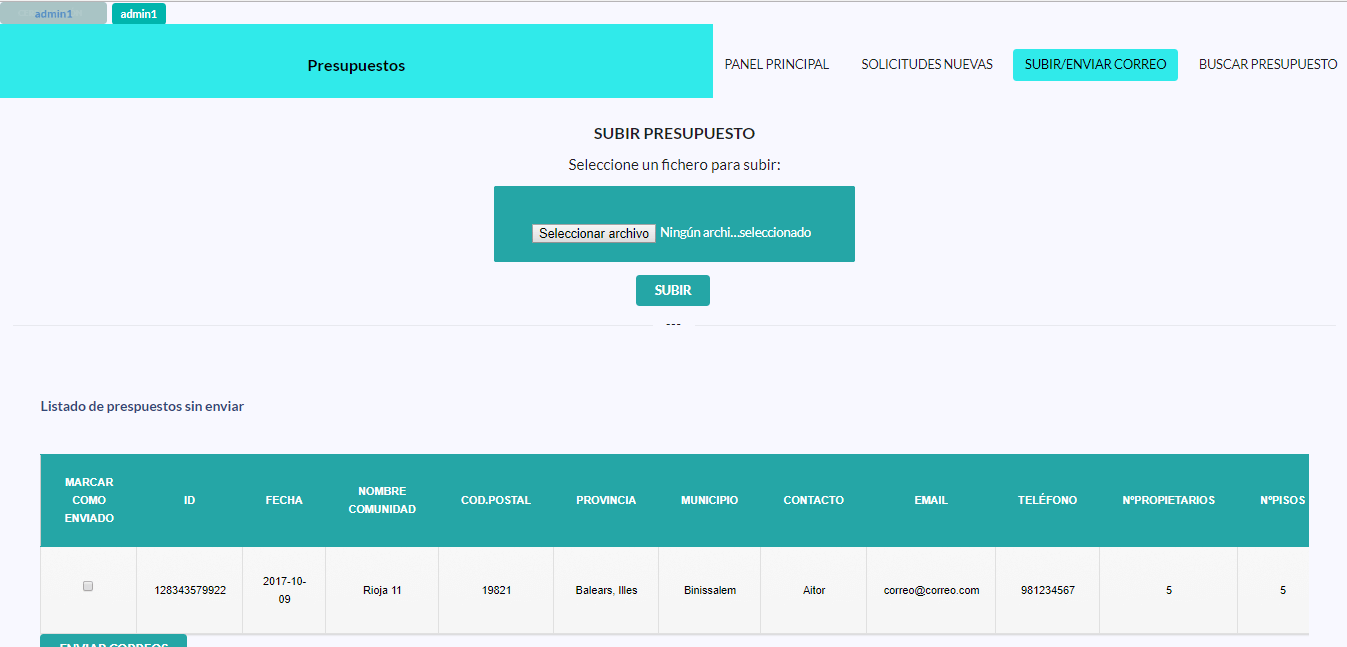 admin1 admin1
Presupuestos PANEL PRINCIPAL SOLICITUDES NUEVAS SUBIR/ENVIAR CORREO BUSCAR PRESUPUESTO
SUBIR PRESUPUESTO
Seleccione un fichero para subir:
Seleccionar archivo Ningún archi...seleccionado
SUBIR
---
Listado de prespuestos sin enviar
MARCAR COMO ENVIADO ID FECHA NOMBRE COMUNIDAD COD.POSTAL PROVINCIA MUNICIPIO CONTACTO EMAIL TELÉFONO NºPROPIETARIOS NºPISOS
128343579922 2017-10-09 Rioja 11 19821 Balears, Illes Binissalem Aitor correo@correo.com 981234567 5 5
ENVIAR CORREOS